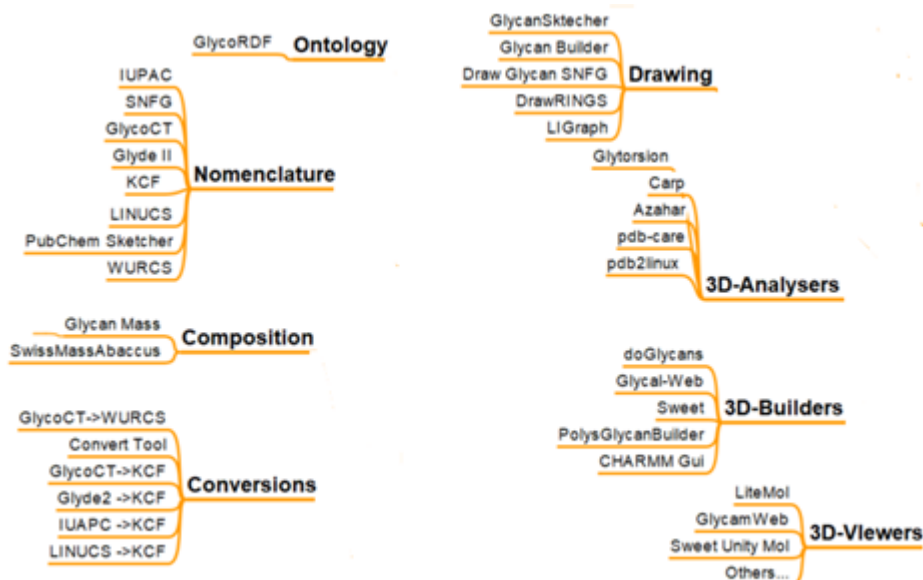 GlycoRDF
Ontology
IUPAC
SNFG
GlycoCT
Glyde II
KCF
LINUCS
PubChem Sketcher
WURCS
Nomenclature
Glycan Mass
SwissMassAbaccus
Composition
GlycoCT->WURCS
Convert Tool
GlycoCT->KCF
Glyde2 ->KCF
IUAPC ->KCF
LINUCS ->KCF
Conversions
GlycanSktecher
Glycan Builder
Draw Glycan SNFG
DrawRINGS
LIGraph
Drawing
Glytorsion
Carp
Azahar
pdb-care
pdb2linux
3D-Analysers
doGlycans
Glycal-Web
Sweet
PolysGlycanBuilder
CHARMM Gui
3D-Builders
LiteMol
GlycamWeb
Sweet Unity Mol
Others...
3D-VIewers